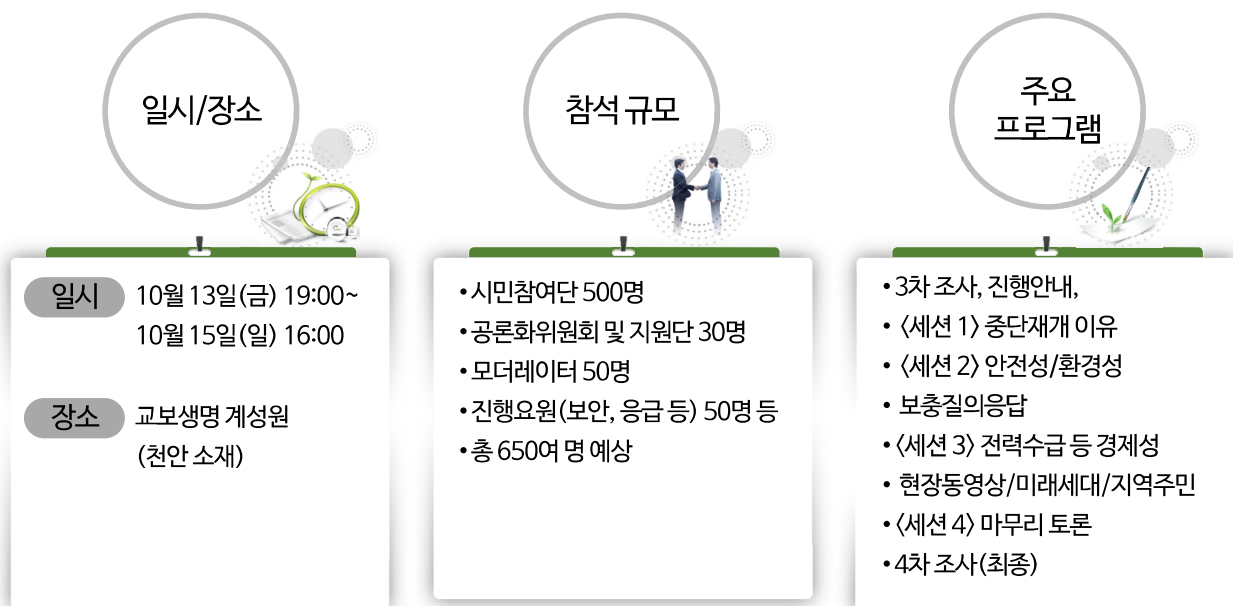 일시/장소
일시 10월 13일(금) 19:00~
10월 15일(일) 16:00
장소 교보생명 계성원
(천안 소재)
참석 규모
•시민참여단 500명
•공론화위원회 및 지원단 30명
•모더레이터 50명
•진행요원(보안, 응급 등) 50명 등
•총 650여 명 예상
주요
프로그램
•3차 조사, 진행안내,
• 〈세션 1〉 중단재개 이유
• 〈세션 2〉 안전성/환경성
• 보충질의응답
•〈세션 3〉 전력수급 등 경제성
• 현장동영상/미래세대/지역주민
•〈세션 4〉 마무리 토론
•4차 조사(최종)